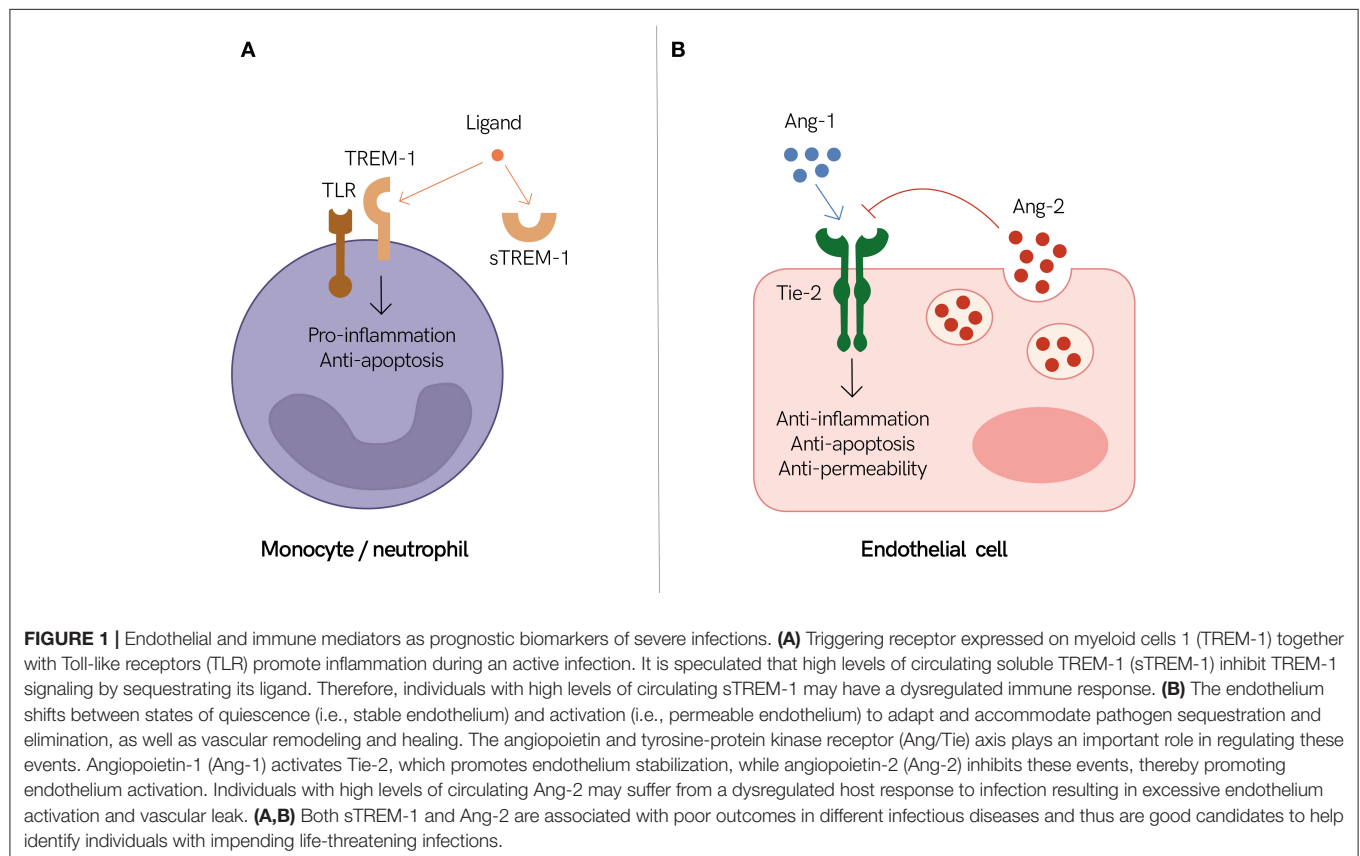 A
Ligand
TREM-1
TLR
sTREM-1
Pro-inflammation
Anti-apoptosis
Monocyte / neutrophil
B
Ang-1
Ang-2
Tie-2
Anti-inflammation
Anti-apoptosis
Anti-permeability
Endothelial cell
FIGURE 1 | Endothelial and immune mediators as prognostic biomarkers of severe infections. (A) Triggering receptor expressed on myeloid cells 1 (TREM-1) together
with Toll-like receptors (TLR) promote inflammation during an active infection. It is speculated that high levels of circulating soluble TREM-1 (sTREM-1) inhibit TREM-1
signaling by sequestrating its ligand. Therefore, individuals with high levels of circulating sTREM-1 may have a dysregulated immune response. (B) The endothelium
shifts between states of quiescence (i.e., stable endothelium) and activation (i.e., permeable endothelium) to adapt and accommodate pathogen sequestration and
elimination, as well as vascular remodeling and healing. The angiopoietin and tyrosine-protein kinase receptor (Ang/Tie) axis plays an important role in regulating these
events. Angiopoietin-1 (Ang-1) activates Tie-2, which promotes endothelium stabilization, while angiopoietin-2 (Ang-2) inhibits these events, thereby promoting
endothelium activation. Individuals with high levels of circulating Ang-2 may suffer from a dysregulated host response to infection resulting in excessive endothelium
activation and vascular leak. (A,B) Both sTREM-1 and Ang-2 are associated with poor outcomes in different infectious diseases and thus are good candidates to help
identify individuals with impending life-threatening infections.